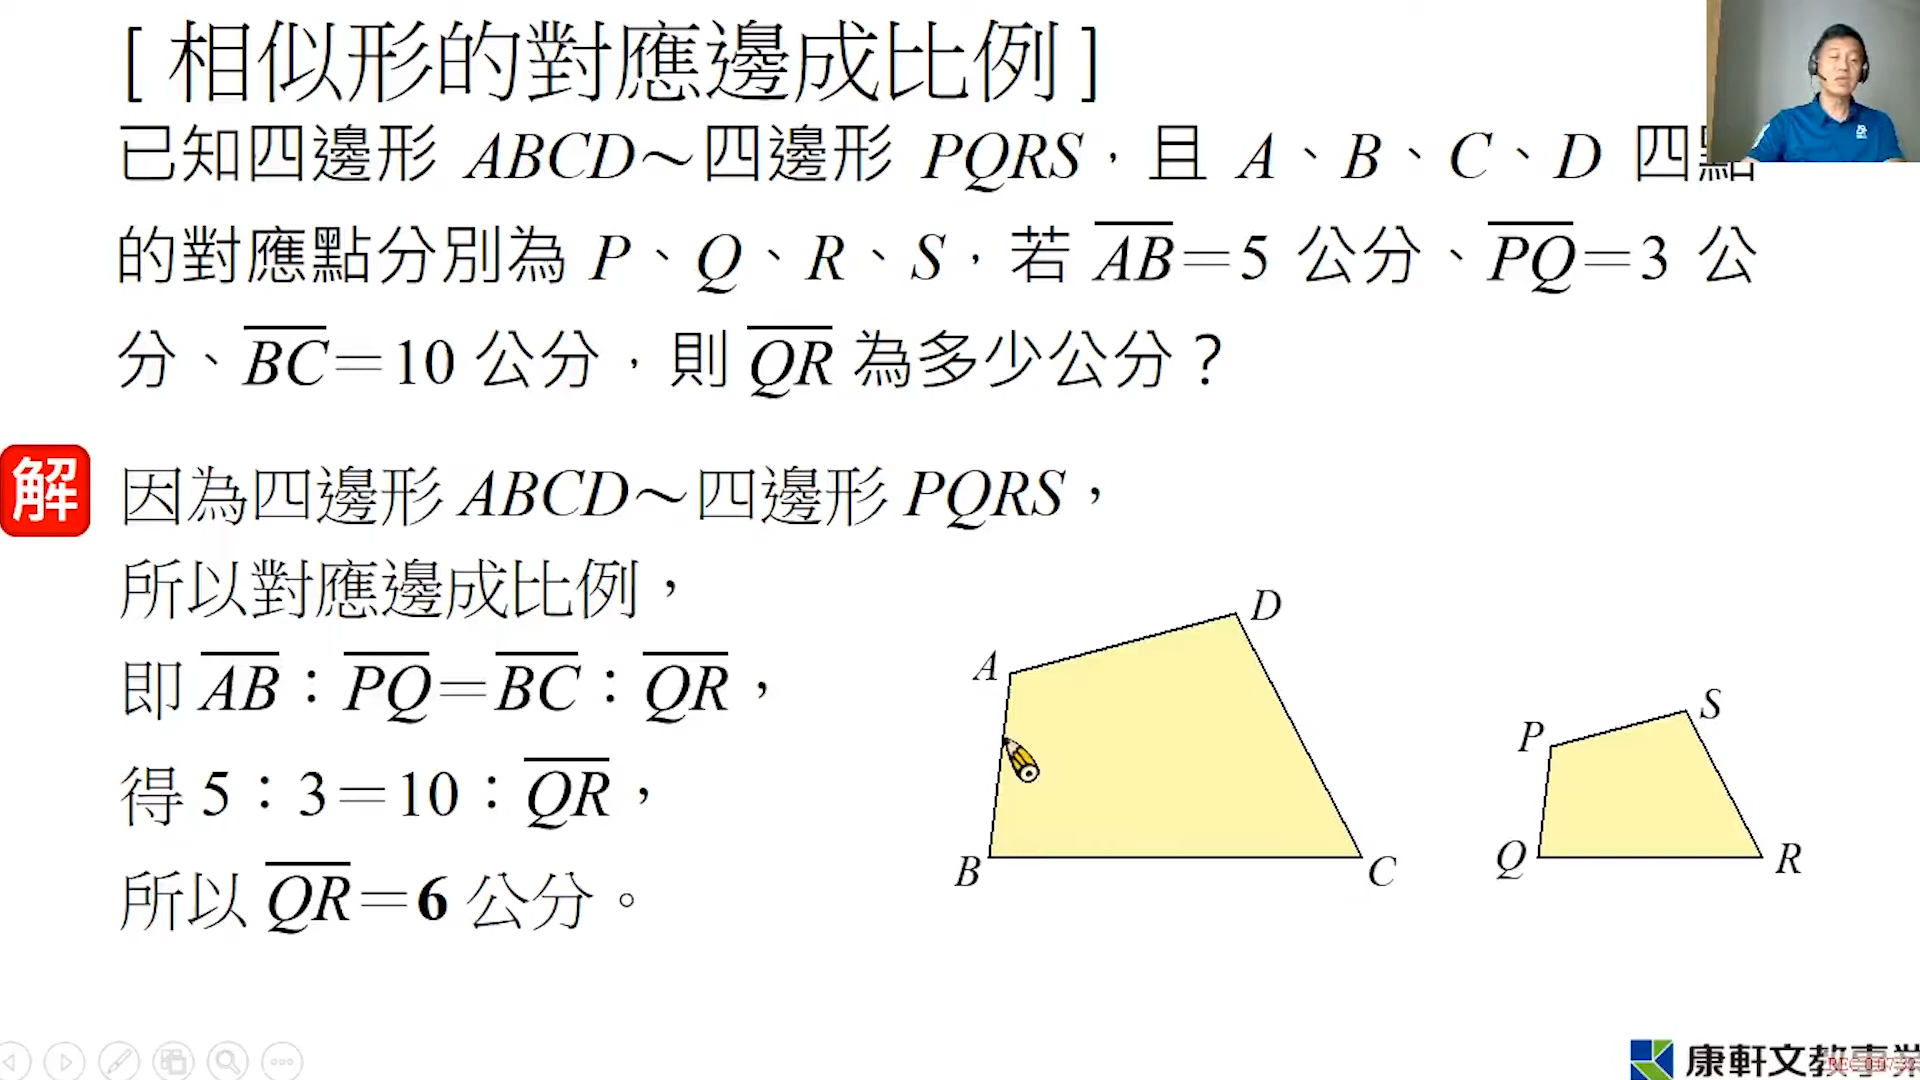 [ 相似形的對應邊成比例 ]
已知四邊形 ABCD～四邊形 PQRS，且 A、B、C、D 四點
的對應點分別為 P、Q、R、S，若 AB＝5 公分、PQ＝3 公
分、BC＝10 公分，則 QR 為多少公分？
解
因為四邊形 ABCD～四邊形 PQRS，
所以對應邊成比例，
即 AB：PQ＝BC：QR，
得 5：3＝10：QR，
所以 QR＝6 公分。
A
D
B
C
P
S
Q
R
康軒文教事業